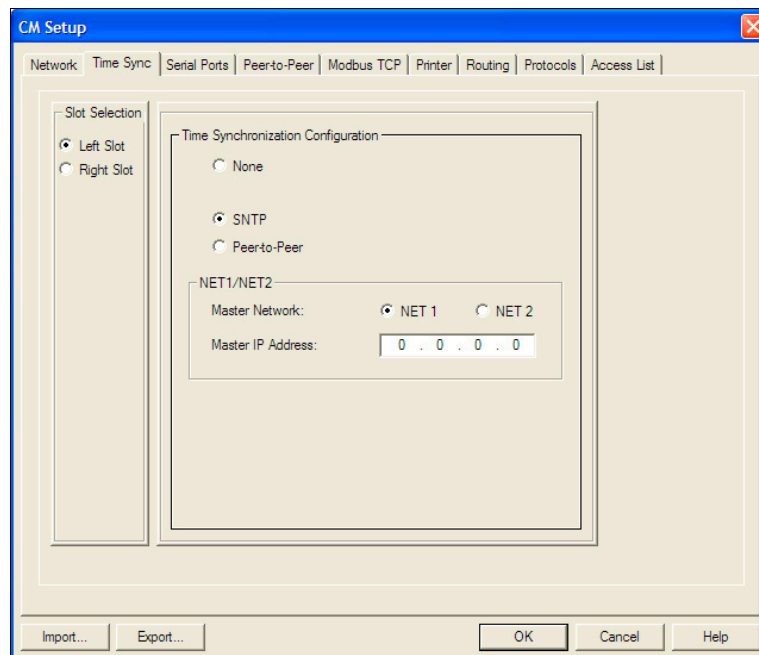 CM Setup
Network Time Sync Serial Ports Peer-to-Peer Modbus TCP Printer Routing Protocols Access List
Slot Selection
Left Slot
Right Slot
Time Synchronization Configuration
None
SNTP
Peer-to-Peer
NET1/NET2
Master Network: NET 1 NET 2
Master IP Address: 0 . 0 . 0 . 0
Import... Export... OK Cancel Help